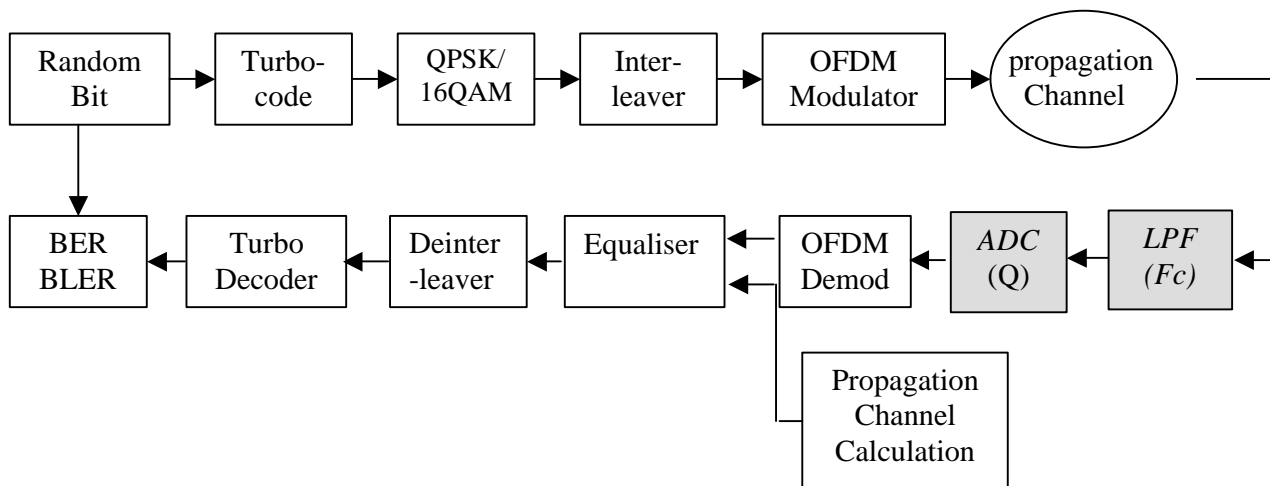 Random
Bit
Turbo-
code
QPSK/
16QAM
Inter-
leaver
OFDM
Modulator
propagation
Channel
BER
BLER
Turbo
Decoder
Deinter
-leaver
Equaliser
OFDM
Demod
ADC
(Q)
LPF
(Fc)
Propagation
Channel
Calculation